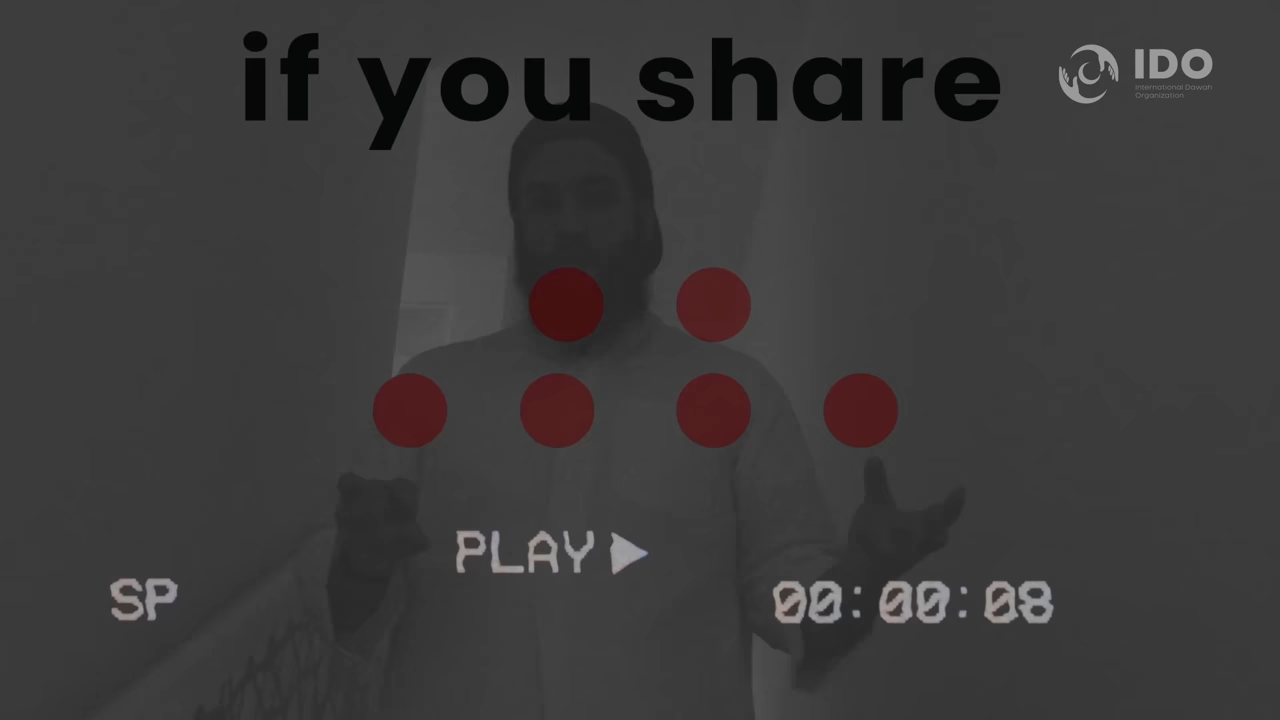 if you share
IDO
International Dawah
Organization
PLAY
SP
00:00:08